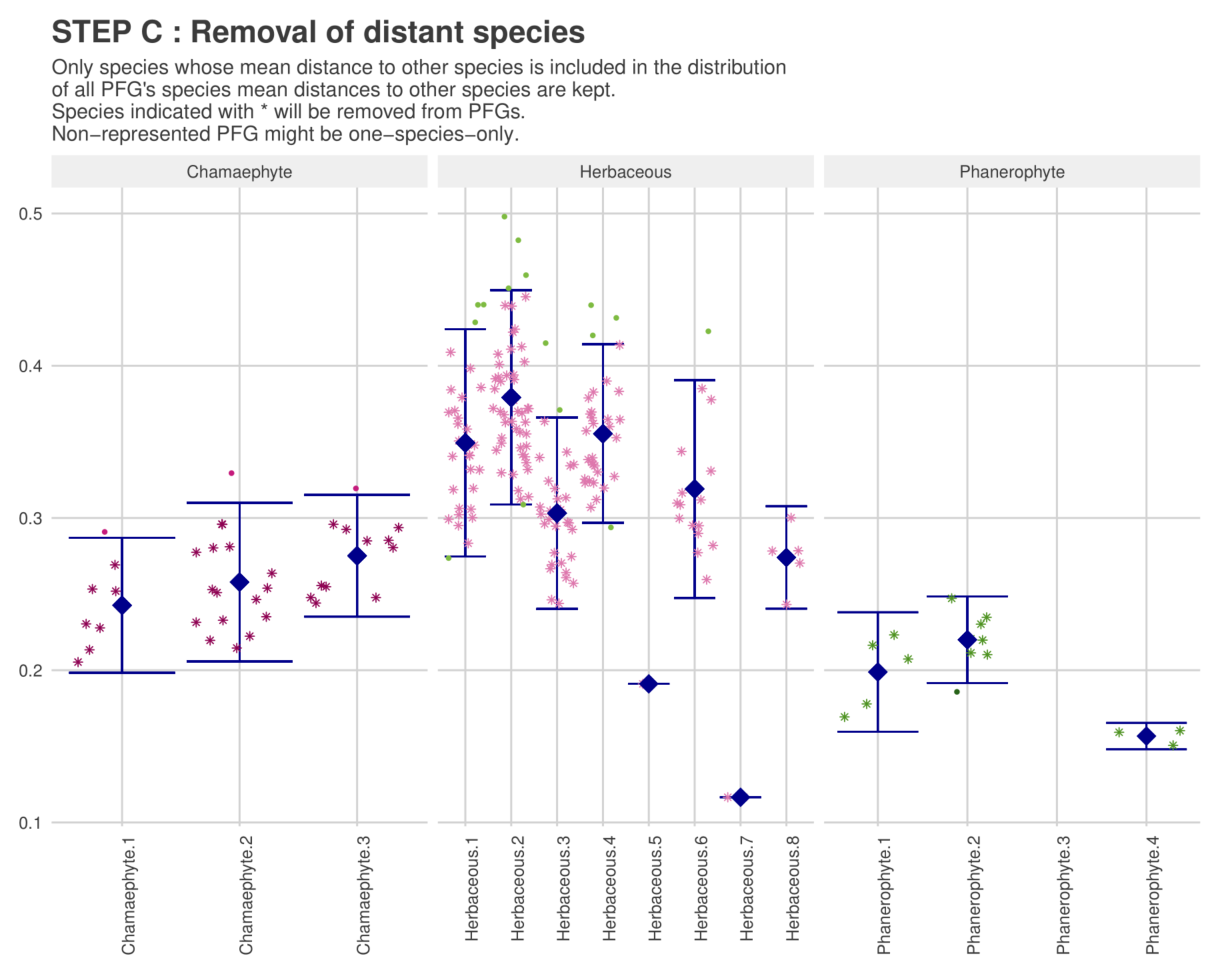 STEP C : Removal of distant species
Only species whose mean distance to other species is included in the distribution
of all PFG's species mean distances to other species are kept.
Species indicated with * will be removed from PFGs.
Non−represented PFG might be one−species−only.
Chamaephyte
Herbaceous
Phanerophyte
0.5
0.4
0.3
0.2
0.1
Chamaephyte.1
Chamaephyte.2
Chamaephyte.3
Herbaceous.1
Herbaceous.2
Herbaceous.3
Herbaceous.4
Herbaceous.5
Herbaceous.6
Herbaceous.7
Herbaceous.8
Phanerophyte.1
Phanerophyte.2
Phanerophyte.3
Phanerophyte.4